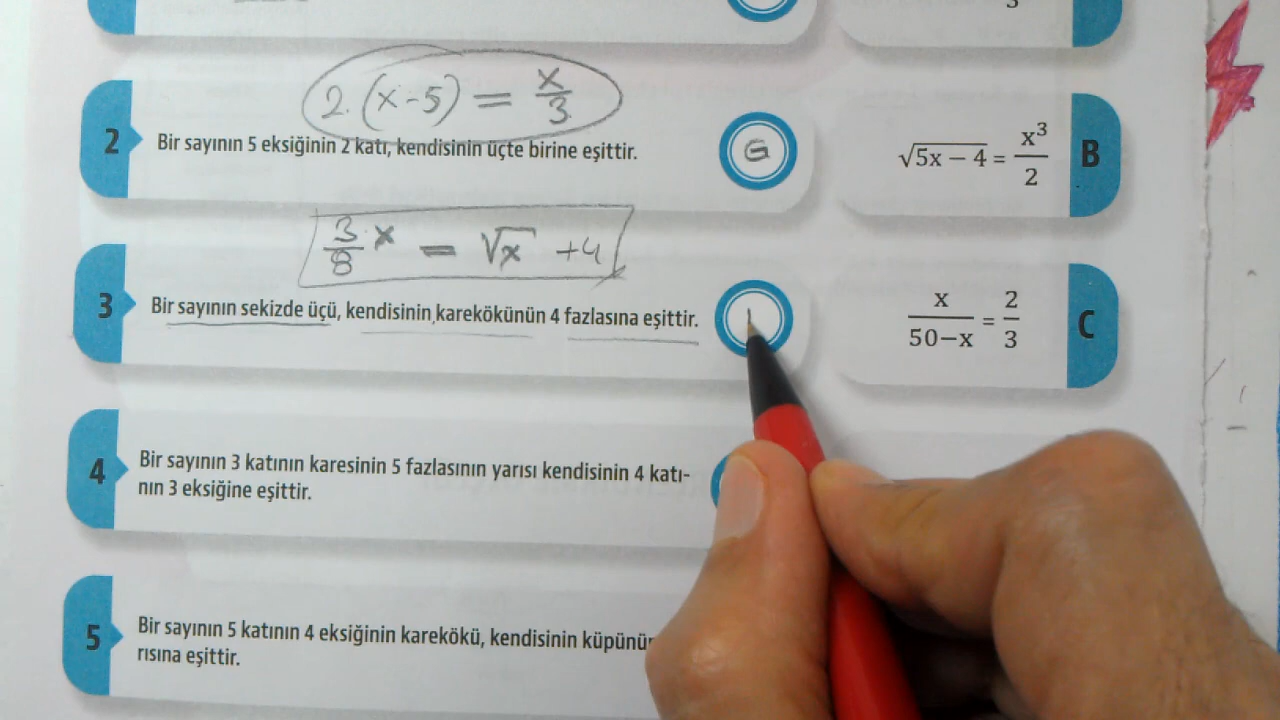 3
2. (x-5) = x/3
2
Bir sayının 5 eksiğinin 2 katı, kendisinin üçte birine eşittir.
G
√5x − 4 = x³/2
B
3/8 · x = √x + 4
3
Bir sayının sekizde üçü, kendisinin karekökünün 4 fazlasına eşittir.
x/50−x = 2/3
C
4
Bir sayının 3 katının karesinin 5 fazlasının yarısı kendisinin 4 katı-
nın 3 eksiğine eşittir.
5
Bir sayının 5 katının 4 eksiğinin karekökü, kendisinin
rısına eşittir.